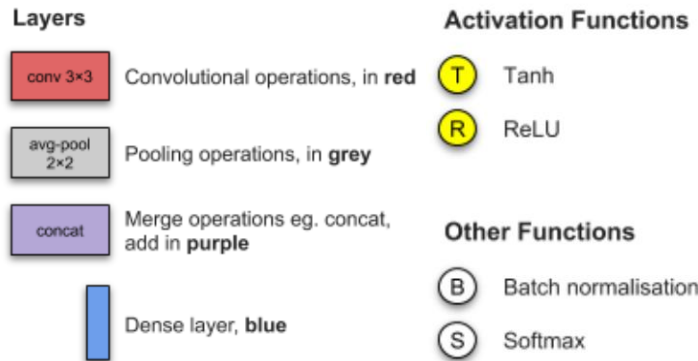 Layers
conv 3×3
Convolutional operations, in red
avg-pool
2×2
Pooling operations, in grey
concat
Merge operations eg. concat,
add in purple
Dense layer, blue
Activation Functions
T
Tanh
R
ReLU
Other Functions
B
Batch normalisation
S
Softmax